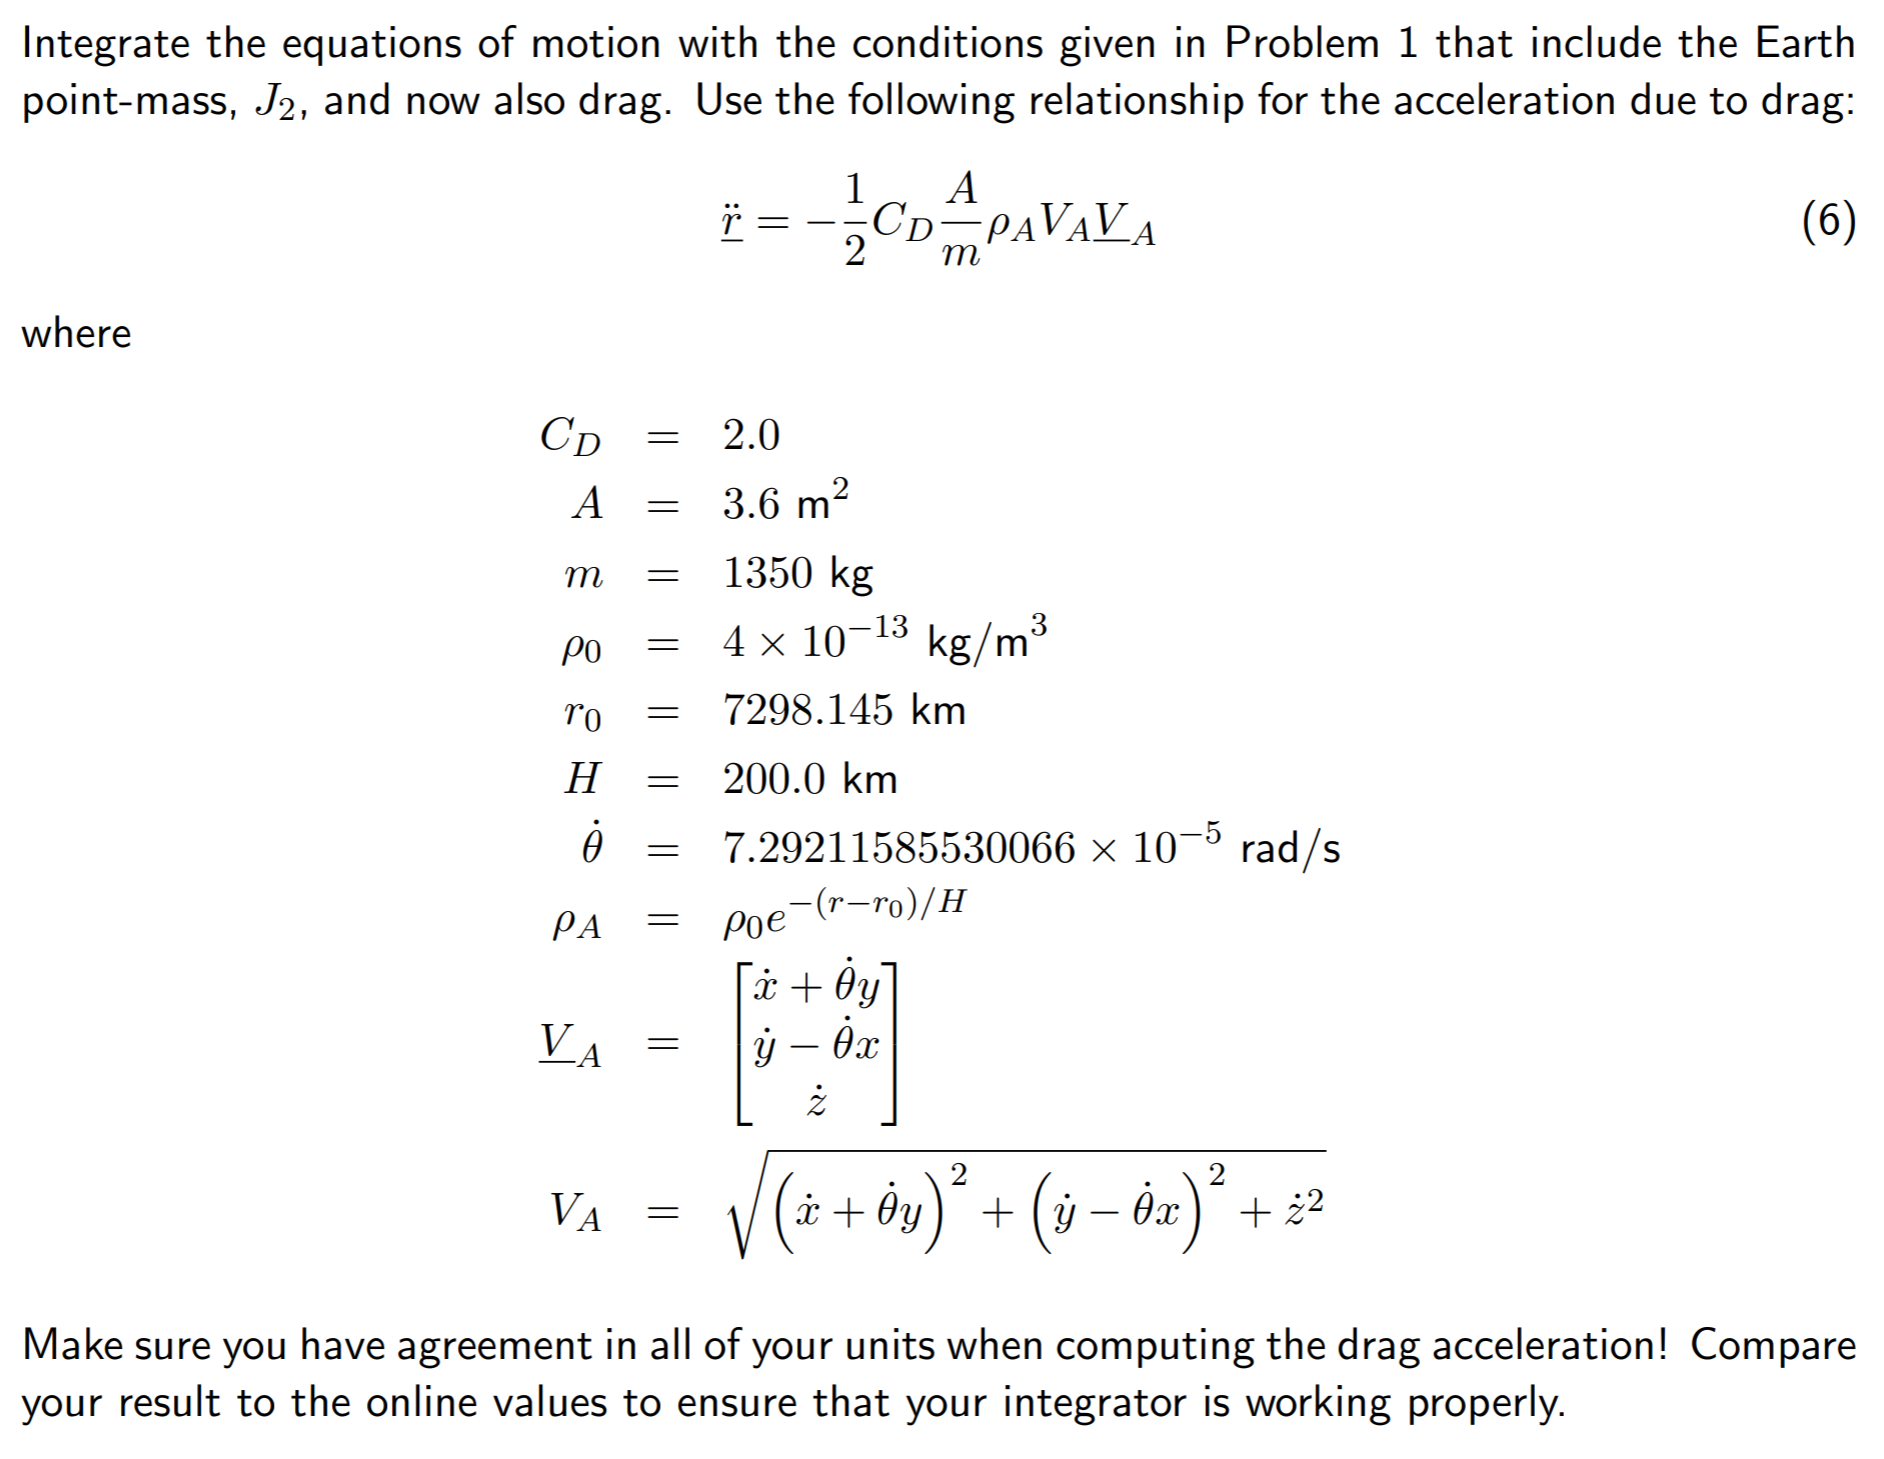 Integrate the equations of motion with the conditions given in Problem 1 that include the Earth
point-mass, $J_2$, and now also drag. Use the following relationship for the acceleration due to drag:
$\underline{\ddot{r}} = -\frac{1}{2} C_D \frac{A}{m} \rho_A V_A \underline{V}_A$ (6)
where
$C_D = 2.0$
$A = 3.6$ m$^2$
$m = 1350$ kg
$\rho_0 = 4 \times 10^{-13}$ kg/m$^3$
$r_0 = 7298.145$ km
$H = 200.0$ km
$\dot{\theta} = 7.29211585530066 \times 10^{-5}$ rad/s
$\rho_A = \rho_0 e^{-(r-r_0)/H}$
$\underline{V}_A = \begin{bmatrix} \dot{x} + \dot{\theta} y \\ \dot{y} - \dot{\theta} x \\ \dot{z} \end{bmatrix}$
$V_A = \sqrt{\left(\dot{x} + \dot{\theta} y\right)^2 + \left(\dot{y} - \dot{\theta} x\right)^2 + \dot{z}^2}$
Make sure you have agreement in all of your units when computing the drag acceleration! Compare
your result to the online values to ensure that your integrator is working properly.